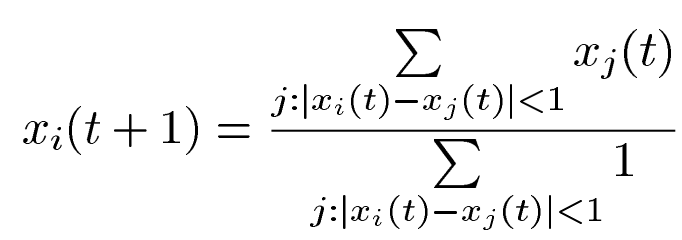 x_i(t + 1) = \frac{\sum_{j:|x_i(t)-x_j(t)|<1} x_j(t)}{\sum_{j:|x_i(t)-x_j(t)|<1} 1}